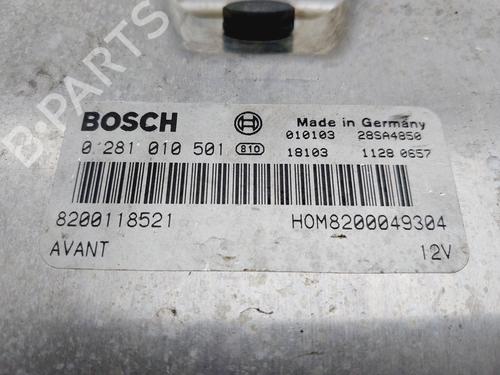 B-PARTS
BOSCH
Made in Germany
010103 28SA4850
0 281 010 501 810 18103 1128 0657
8200118521 HOM8200049304
AVANT 12V